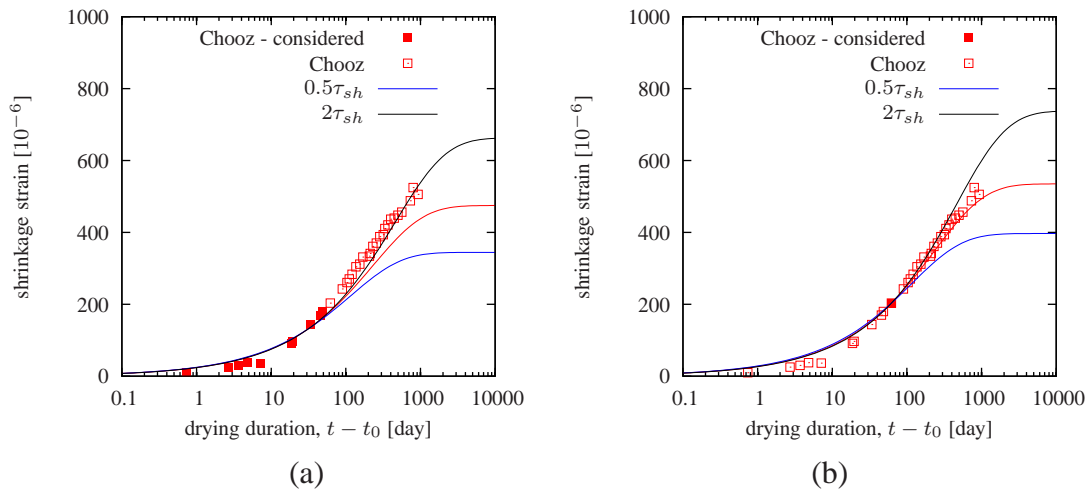 1000
800
600
400
200
0
shrinkage strain [10⁻⁶]
Chooz - considered
Chooz
0.5τ_sh
2τ_sh
0.1 1 10 100 1000 10000
drying duration, t − t₀ [day]
(a)
1000
800
600
400
200
0
shrinkage strain [10⁻⁶]
Chooz - considered
Chooz
0.5τ_sh
2τ_sh
0.1 1 10 100 1000 10000
drying duration, t − t₀ [day]
(b)